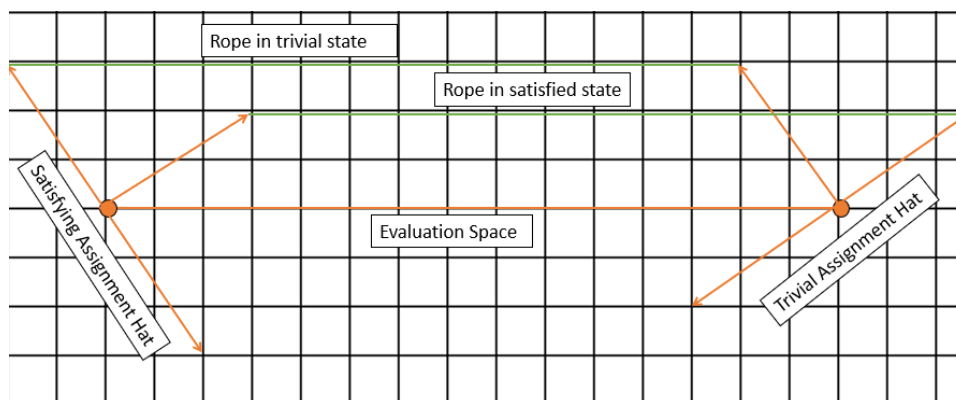 Rope in trivial state
Rope in satisfied state
Satisfying Assignment Hat
Evaluation Space
Trivial Assignment Hat